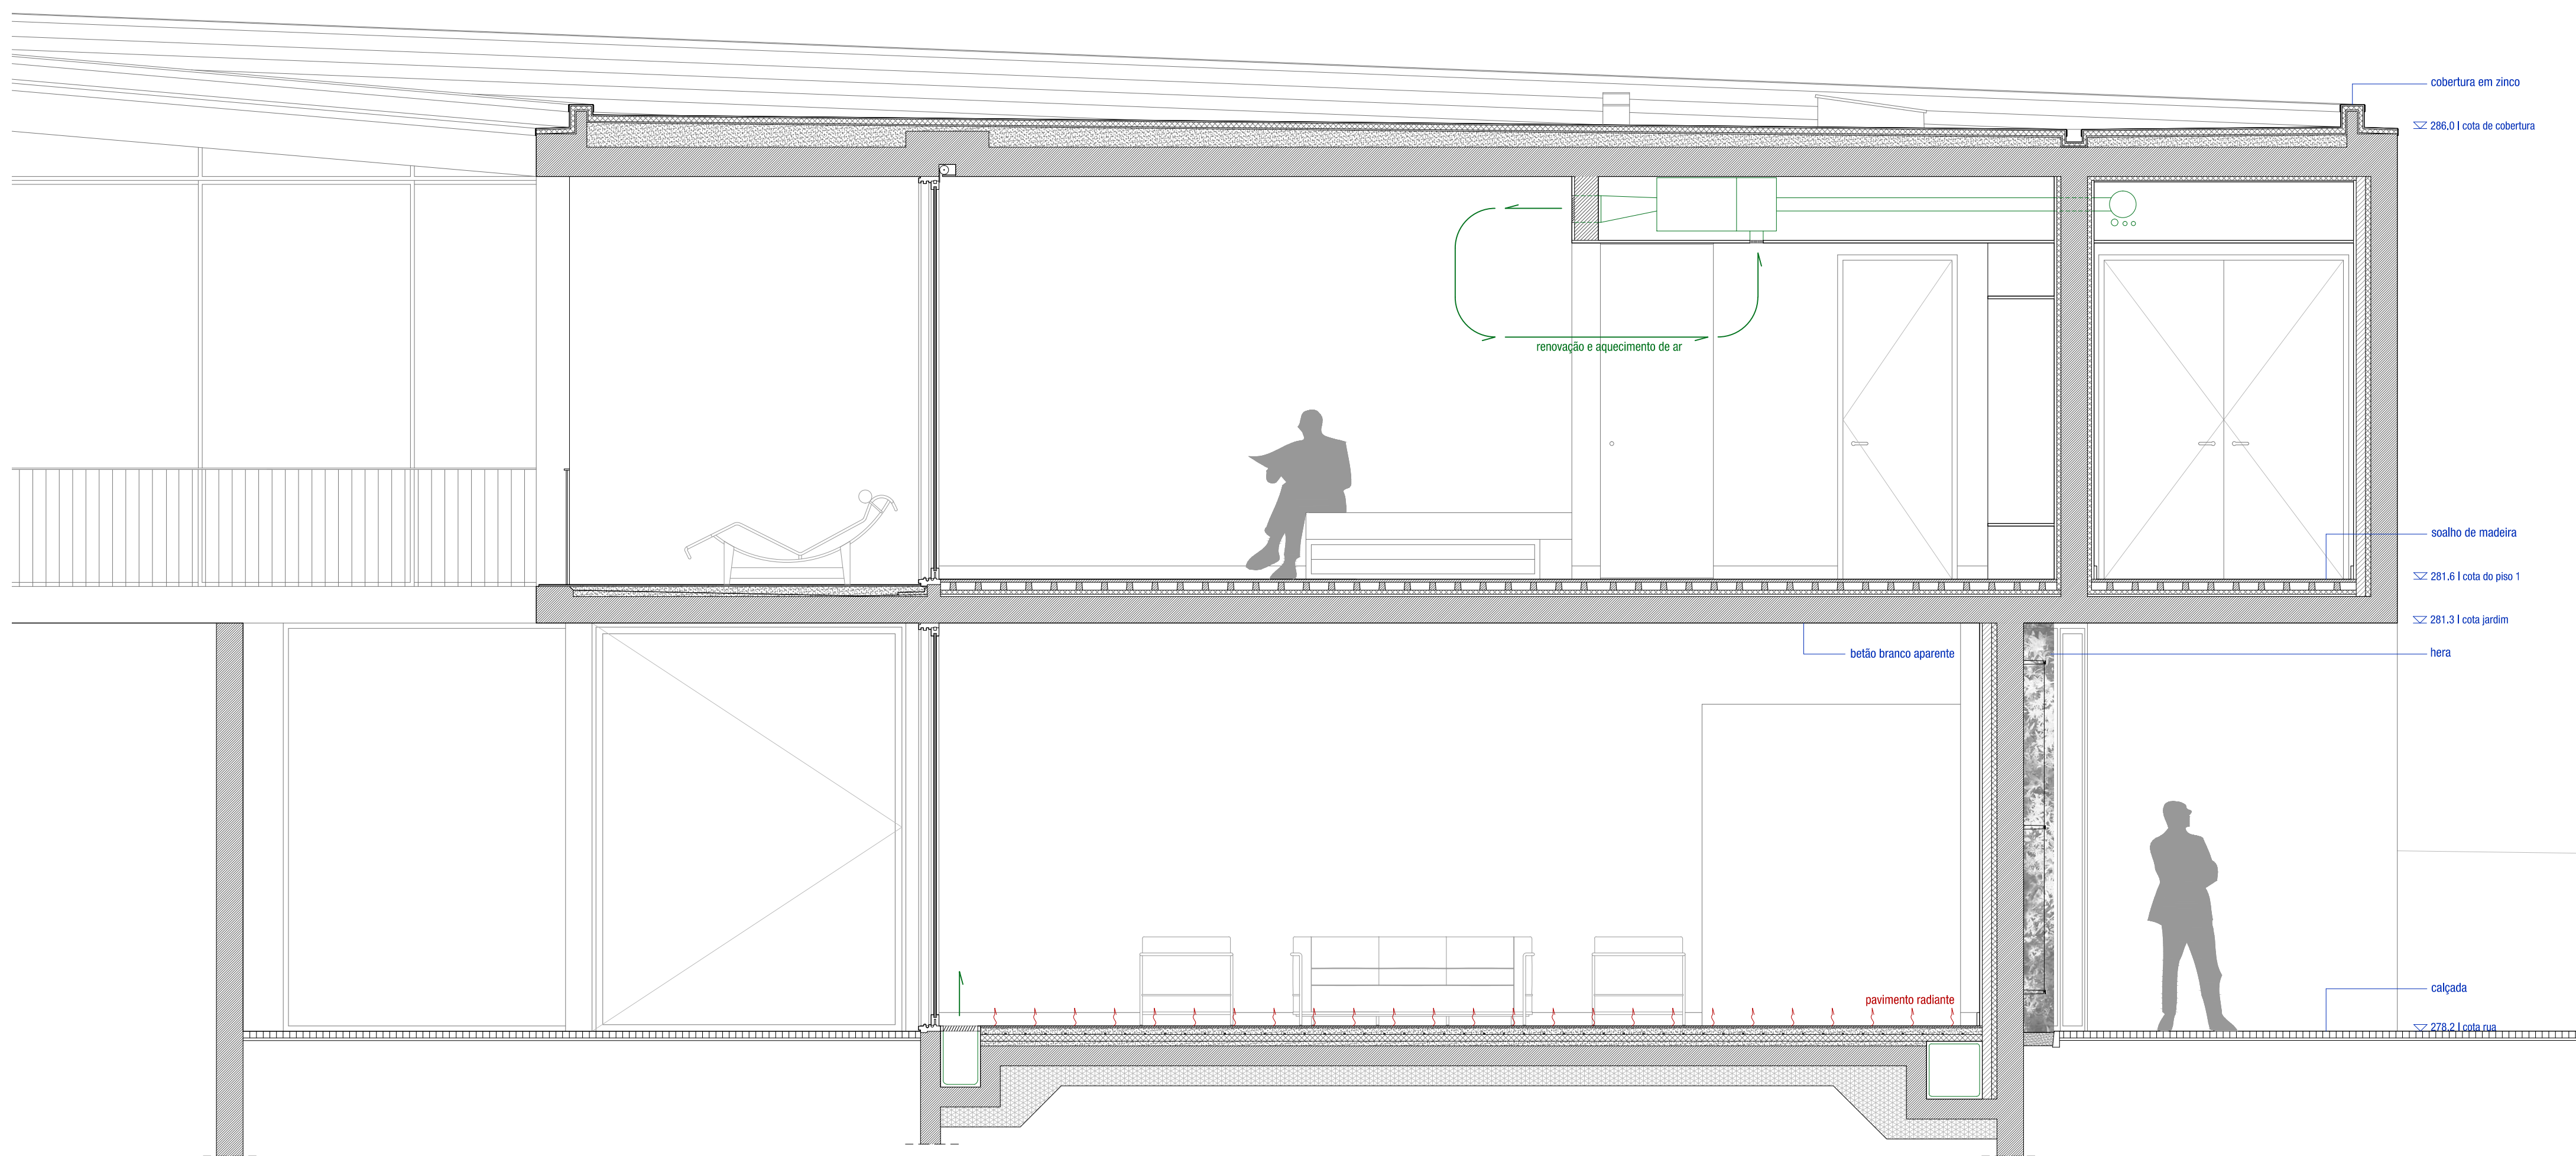 cobertura em zinco
286,0 | cota de cobertura
renovação e aquecimento de ar
soalho de madeira
281,6 | cota do piso 1
281,3 | cota jardim
betão branco aparente
hera
calçada
pavimento radiante
278,2 | cota rua